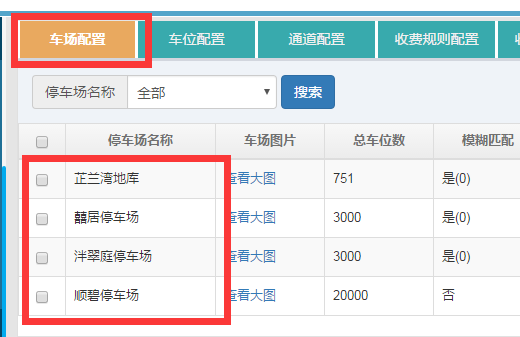 车场配置 车位配置 通道配置 收费规则配置
停车场名称 全部 搜索
停车场名称 车场图片 总车位数 模糊匹配
芷兰湾地库 查看大图 751 是(0)
囍居停车场 查看大图 3000 是(0)
泮翠庭停车场 查看大图 3000 是(0)
顺碧停车场 查看大图 20000 否